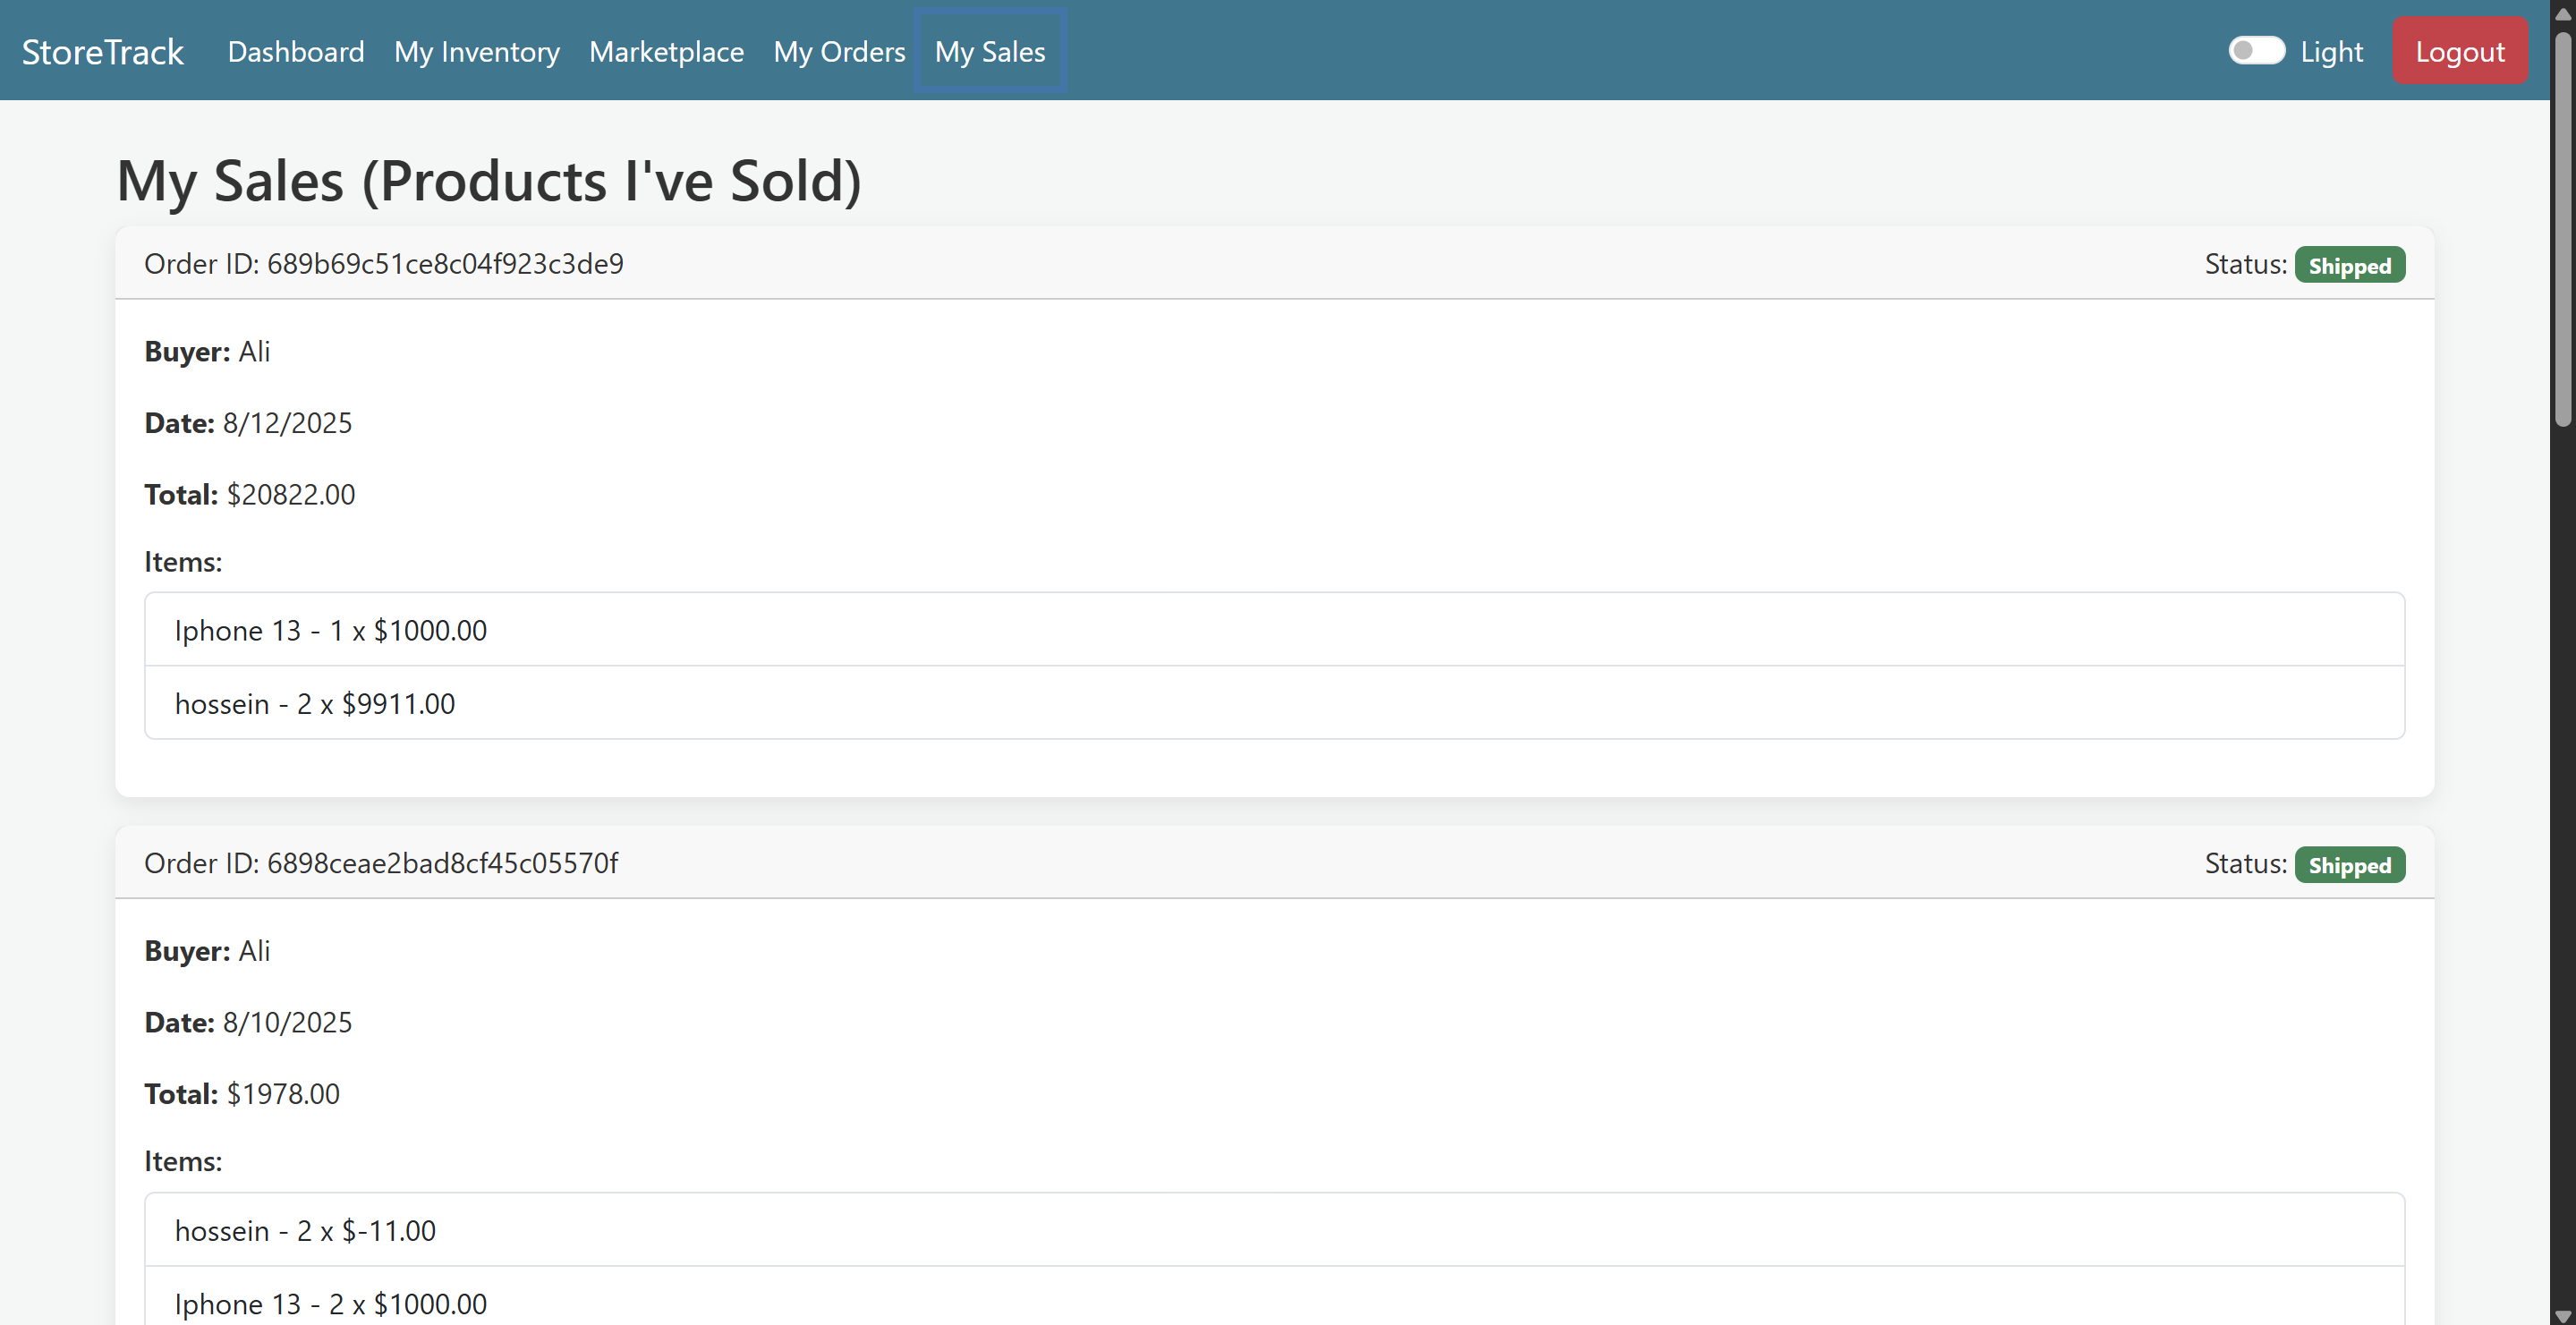 StoreTrack Dashboard My Inventory Marketplace My Orders My Sales Light Logout
My Sales (Products I've Sold)
Order ID: 689b69c51ce8c04f923c3de9 Status: Shipped
Buyer: Ali
Date: 8/12/2025
Total: $20822.00
Items:
Iphone 13 - 1 x $1000.00
hossein - 2 x $9911.00
Order ID: 6898ceae2bad8cf45c05570f Status: Shipped
Buyer: Ali
Date: 8/10/2025
Total: $1978.00
Items:
hossein - 2 x $-11.00
Iphone 13 - 2 x $1000.00